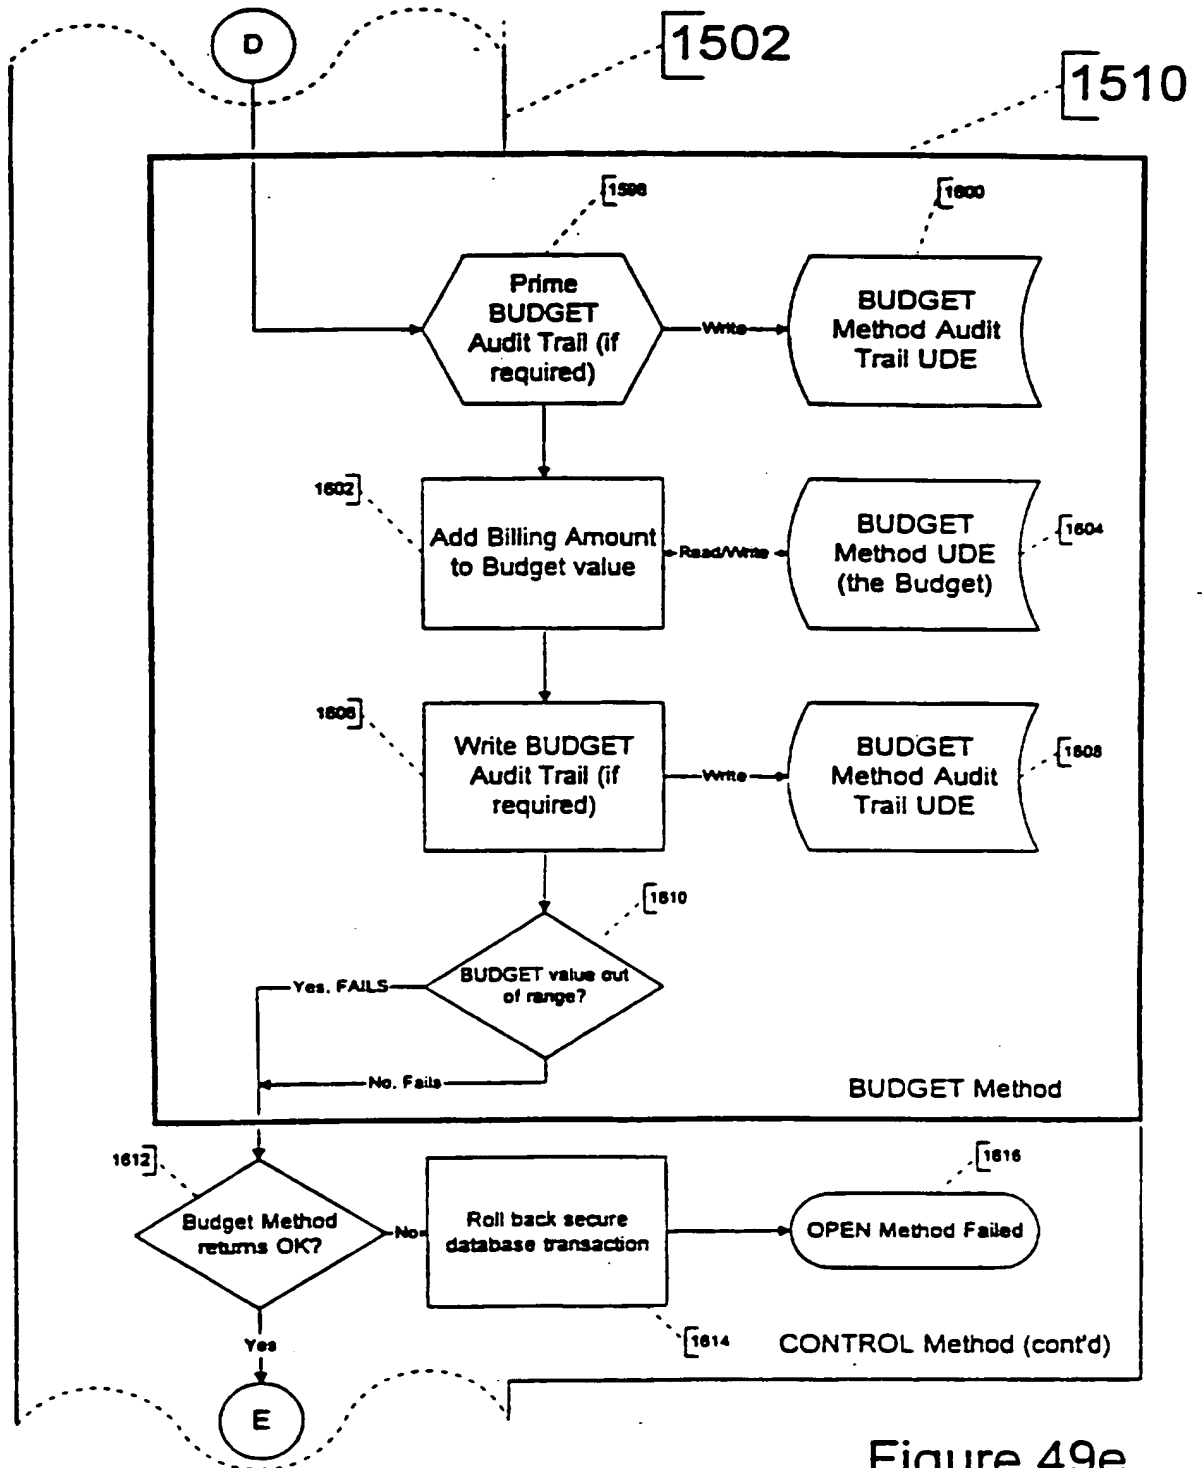 D
1502
1510
1598
1600
Prime
BUDGET
Audit Trail (if
required)
Write
BUDGET
Method Audit
Trail UDE
1602
Add Billing Amount
to Budget value
Read/Write
BUDGET
Method UDE
(the Budget)
1604
1606
Write BUDGET
Audit Trail (if
required)
Write
BUDGET
Method Audit
Trail UDE
1608
1610
BUDGET value out
of range?
Yes, FAILS
No, Fails
BUDGET Method
1612
Budget Method
returns OK?
No
Roll back secure
database transaction
1616
OPEN Method Failed
Yes
1614
CONTROL Method (cont'd)
E
Figure 49e